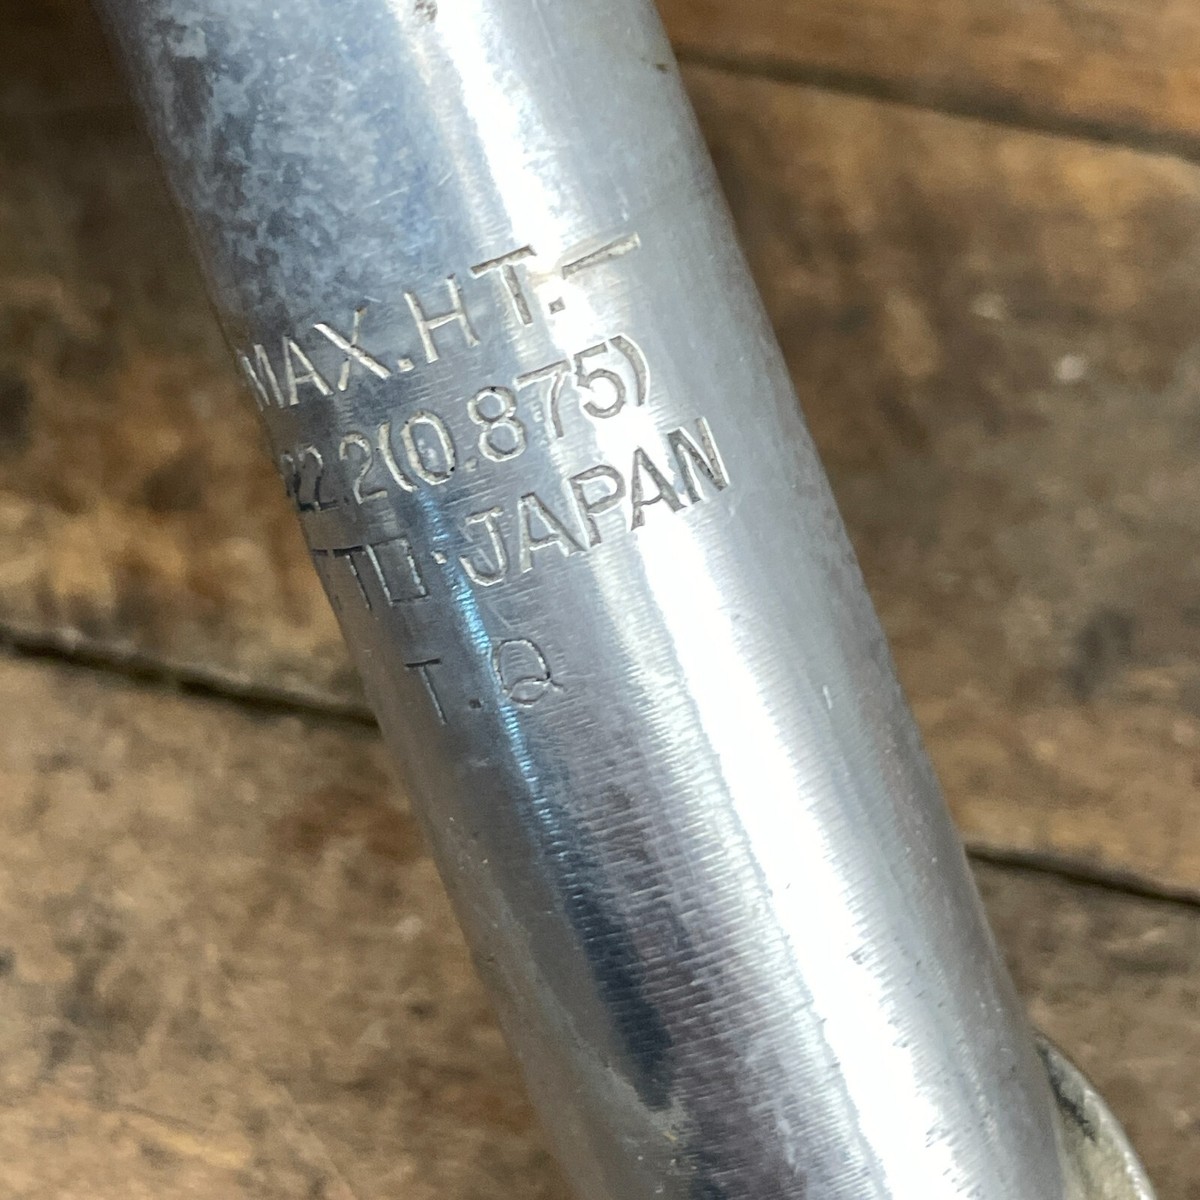 MAX.HT.—
22.2(0.875)
JAPAN
T.Q